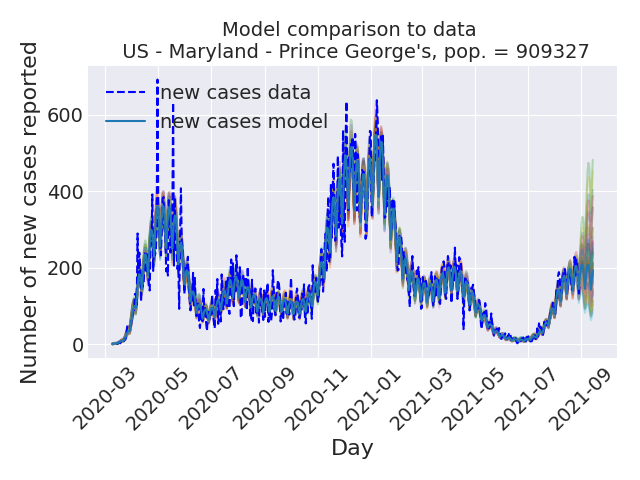 Model comparison to data
US - Maryland - Prince George's, pop. = 909327
Number of new cases reported
600
400
200
0
new cases data
new cases model
2020-03
2020-05
2020-07
2020-09
2020-11
2021-01
2021-03
2021-05
2021-07
2021-09
Day